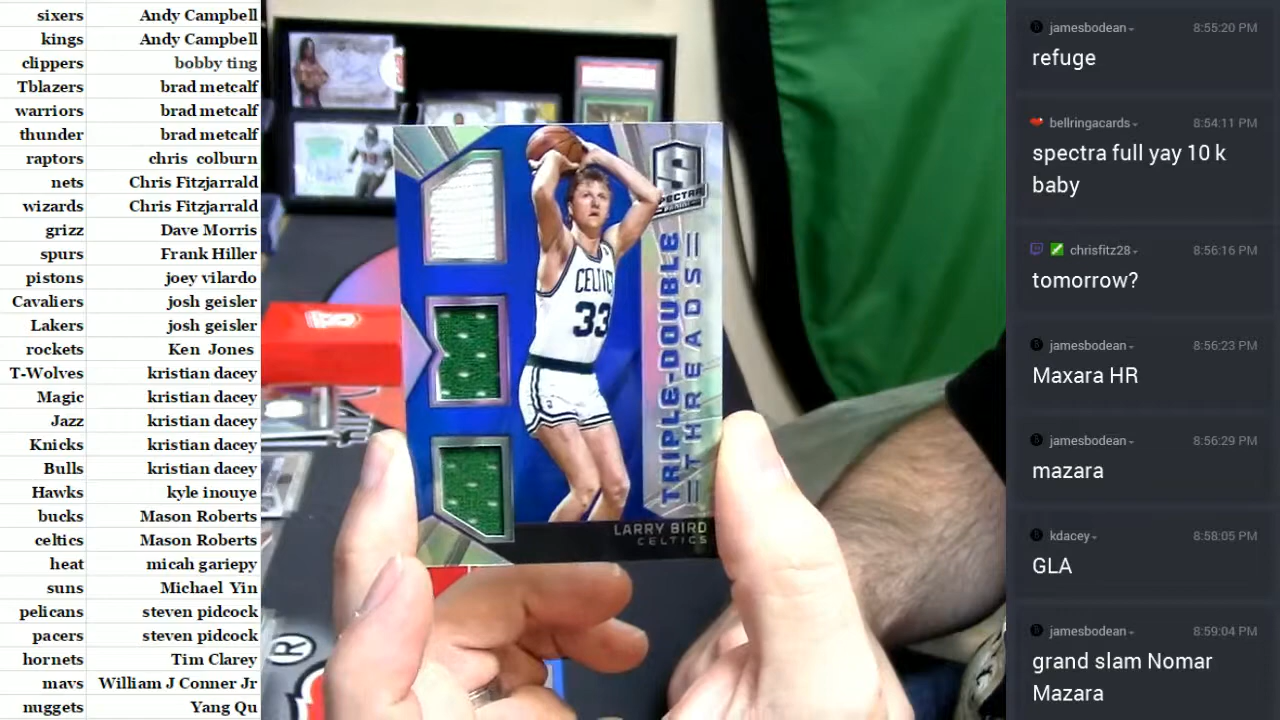 sixers Andy Campbell
kings Andy Campbell
clippers bobby ting
Tblazers brad metcalf
warriors brad metcalf
thunder brad metcalf
raptors chris colburn
nets Chris Fitzjarrald
wizards Chris Fitzjarrald
grizz Dave Morris
spurs Frank Hiller
pistons joey vilardo
Cavaliers josh geisler
Lakers josh geisler
rockets Ken Jones
T-Wolves kristian dacey
Magic kristian dacey
Jazz kristian dacey
Knicks kristian dacey
Bulls kristian dacey
Hawks kyle inouye
bucks Mason Roberts
celtics Mason Roberts
heat micah gariepy
suns Michael Yin
pelicans steven pidcock
pacers steven pidcock
hornets Tim Clarey
mavs William J Conner Jr
nuggets Yang Qu
S
SPECTRA
PANINI
TRIPLE-DOUBLE
THREADS
CELTIC
33
LARRY BIRD
CELTICS
R
jamesbodean 8:55:20 PM
refuge
bellringacards 8:54:11 PM
spectra full yay 10 k
baby
chrisfitz28 8:56:16 PM
tomorrow?
jamesbodean 8:56:23 PM
Maxara HR
jamesbodean 8:56:29 PM
mazara
kdacey 8:58:05 PM
GLA
jamesbodean 8:59:04 PM
grand slam Nomar
Mazara